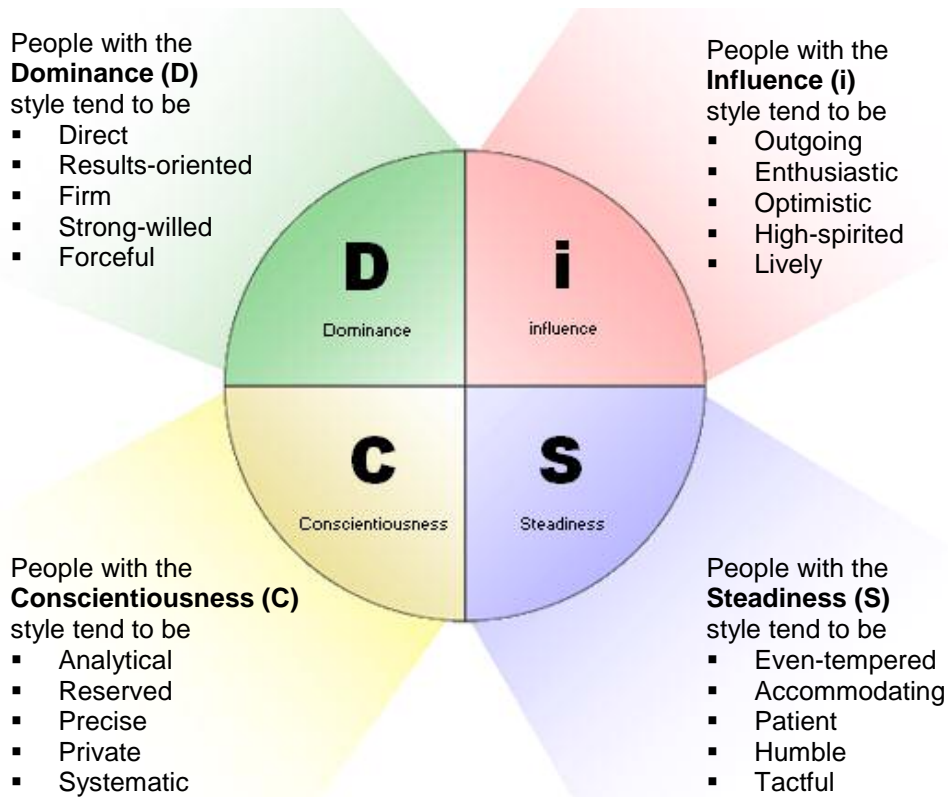 People with the
Dominance (D)
style tend to be
▪ Direct
▪ Results-oriented
▪ Firm
▪ Strong-willed
▪ Forceful
People with the
Influence (i)
style tend to be
▪ Outgoing
▪ Enthusiastic
▪ Optimistic
▪ High-spirited
▪ Lively
D
Dominance
i
influence
C
Conscientiousness
S
Steadiness
People with the
Conscientiousness (C)
style tend to be
▪ Analytical
▪ Reserved
▪ Precise
▪ Private
▪ Systematic
People with the
Steadiness (S)
style tend to be
▪ Even-tempered
▪ Accommodating
▪ Patient
▪ Humble
▪ Tactful